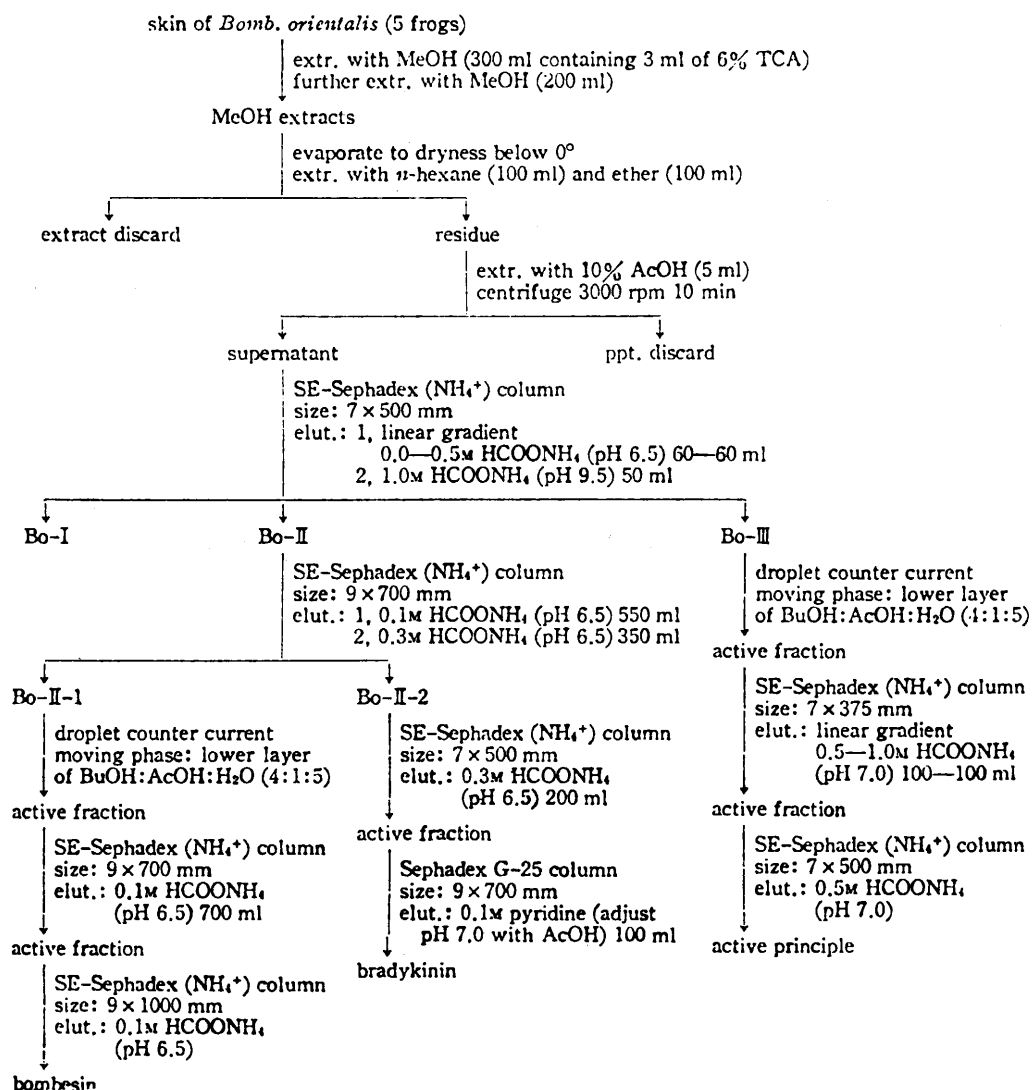 skin of Bomb. orientalis (5 frogs)
extr. with MeOH (300 ml containing 3 ml of 6% TCA)
further extr. with MeOH (200 ml)
MeOH extracts
evaporate to dryness below 0°
extr. with n-hexane (100 ml) and ether (100 ml)
extract discard
residue
extr. with 10% AcOH (5 ml)
centrifuge 3000 rpm 10 min
supernatant
ppt. discard
SE-Sephadex (NH₄⁺) column
size: 7×500 mm
elut.: 1, linear gradient
0.0—0.5M HCOONH₄ (pH 6.5) 60—60 ml
2, 1.0M HCOONH₄ (pH 9.5) 50 ml
Bo-I
Bo-II
Bo-III
SE-Sephadex (NH₄⁺) column
size: 9×700 mm
elut.: 1, 0.1M HCOONH₄ (pH 6.5) 550 ml
2, 0.3M HCOONH₄ (pH 6.5) 350 ml
droplet counter current
moving phase: lower layer
of BuOH:AcOH:H₂O (4:1:5)
active fraction
SE-Sephadex (NH₄⁺) column
size: 7×375 mm
elut.: linear gradient
0.5—1.0M HCOONH₄
(pH 7.0) 100—100 ml
active fraction
SE-Sephadex (NH₄⁺) column
size: 7×500 mm
elut.: 0.5M HCOONH₄
(pH 7.0)
active principle
Bo-II-1
droplet counter current
moving phase: lower layer
of BuOH:AcOH:H₂O (4:1:5)
active fraction
SE-Sephadex (NH₄⁺) column
size: 9×700 mm
elut.: 0.1M HCOONH₄
(pH 6.5) 700 ml
active fraction
SE-Sephadex (NH₄⁺) column
size: 9×1000 mm
elut.: 0.1M HCOONH₄
(pH 6.5)
bombesin
Bo-II-2
SE-Sephadex (NH₄⁺) column
size: 7×500 mm
elut.: 0.3M HCOONH₄
(pH 6.5) 200 ml
active fraction
Sephadex G-25 column
size: 9×700 mm
elut.: 0.1M pyridine (adjust
pH 7.0 with AcOH) 100 ml
bradykinin